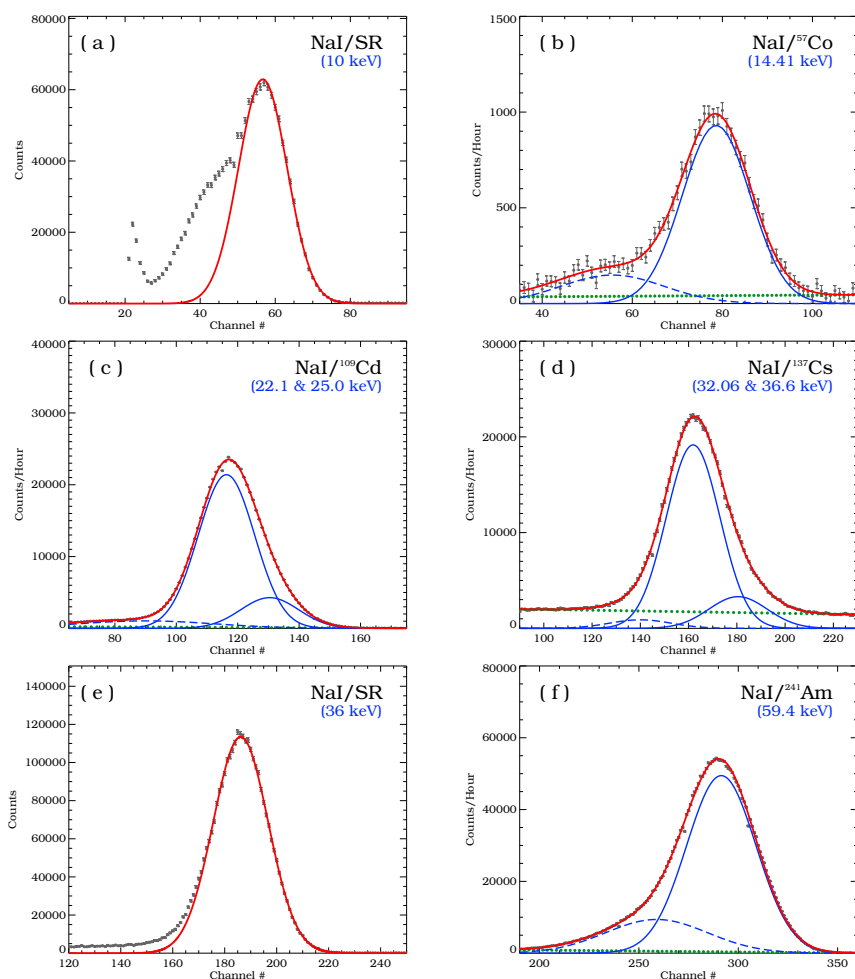 ( a )
NaI/SR
(10 keV)
80000
60000
40000
20000
0
Counts
20
40
60
80
Channel #
( b )
NaI/⁵⁷Co
(14.41 keV)
1500
1000
500
0
Counts/Hour
40
60
80
100
Channel #
( c )
NaI/¹⁰⁹Cd
(22.1 & 25.0 keV)
40000
30000
20000
10000
0
Counts/Hour
80
100
120
140
160
Channel #
( d )
NaI/¹³⁷Cs
(32.06 & 36.6 keV)
30000
20000
10000
0
Counts/Hour
100
120
140
160
180
200
220
Channel #
( e )
NaI/SR
(36 keV)
140000
120000
100000
80000
60000
40000
20000
0
Counts
120
140
160
180
200
220
240
Channel #
( f )
NaI/²⁴¹Am
(59.4 keV)
80000
60000
40000
20000
0
Counts/Hour
200
250
300
350
Channel #